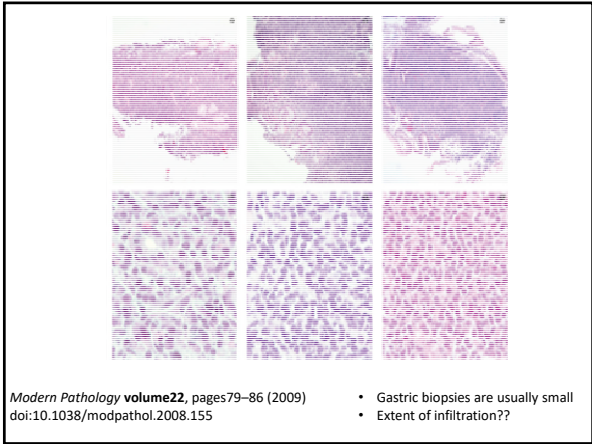 Modern Pathology volume22, pages79–86 (2009)
doi:10.1038/modpathol.2008.155
• Gastric biopsies are usually small
• Extent of infiltration??